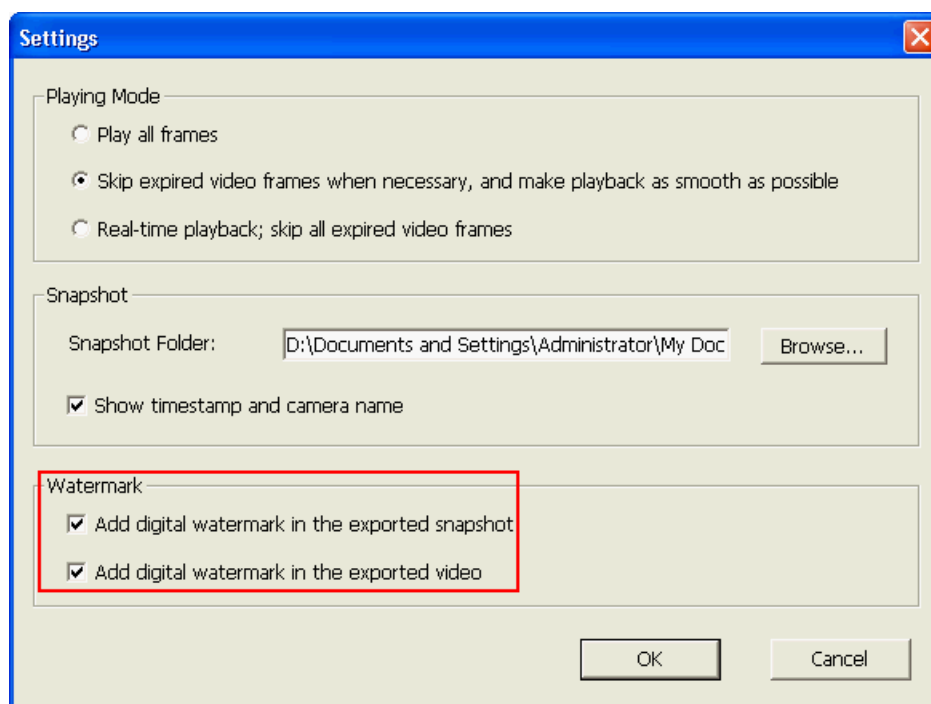 Settings
Playing Mode
Play all frames
Skip expired video frames when necessary, and make playback as smooth as possible
Real-time playback; skip all expired video frames
Snapshot
Snapshot Folder: D:\Documents and Settings\Administrator\My Doc Browse...
Show timestamp and camera name
Watermark
Add digital watermark in the exported snapshot
Add digital watermark in the exported video
OK Cancel